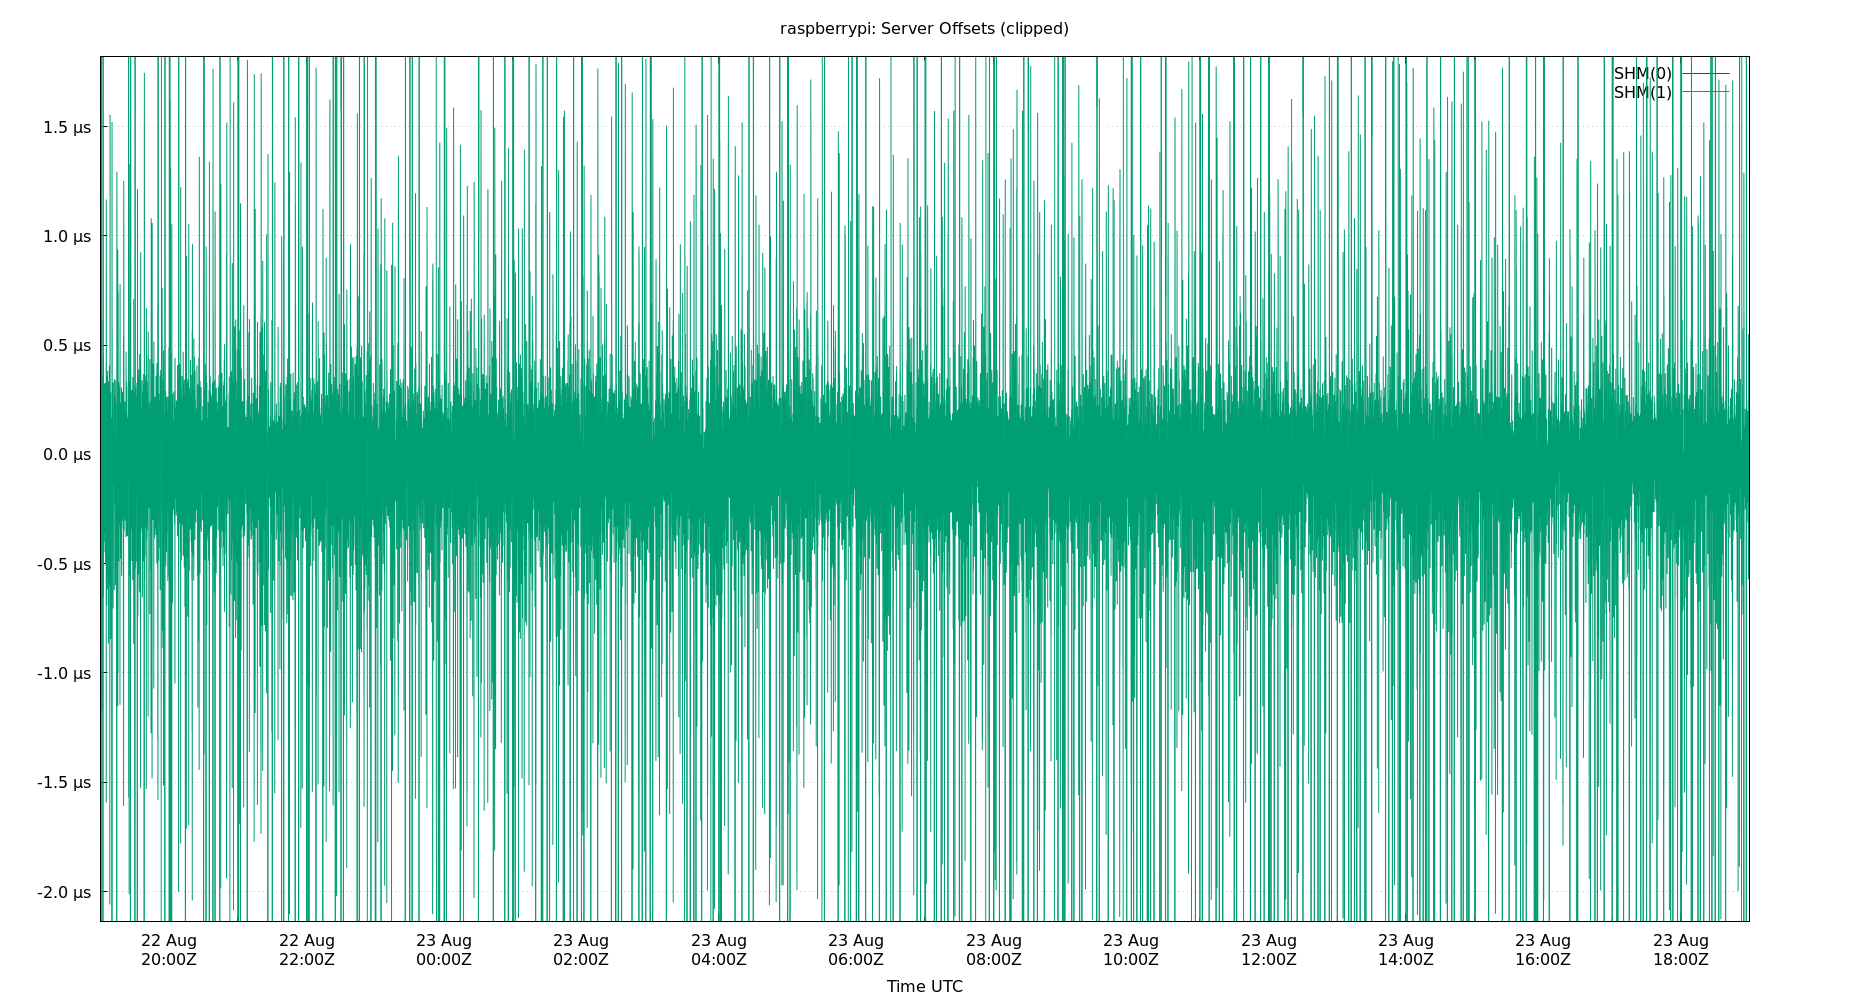 raspberrypi: Server Offsets (clipped)
SHM(0)
SHM(1)
1.5 µs
1.0 µs
0.5 µs
0.0 µs
-0.5 µs
-1.0 µs
-1.5 µs
-2.0 µs
22 Aug 22 Aug 23 Aug 23 Aug 23 Aug 23 Aug 23 Aug 23 Aug 23 Aug 23 Aug 23 Aug 23 Aug
20:00Z 22:00Z 00:00Z 02:00Z 04:00Z 06:00Z 08:00Z 10:00Z 12:00Z 14:00Z 16:00Z 18:00Z
Time UTC